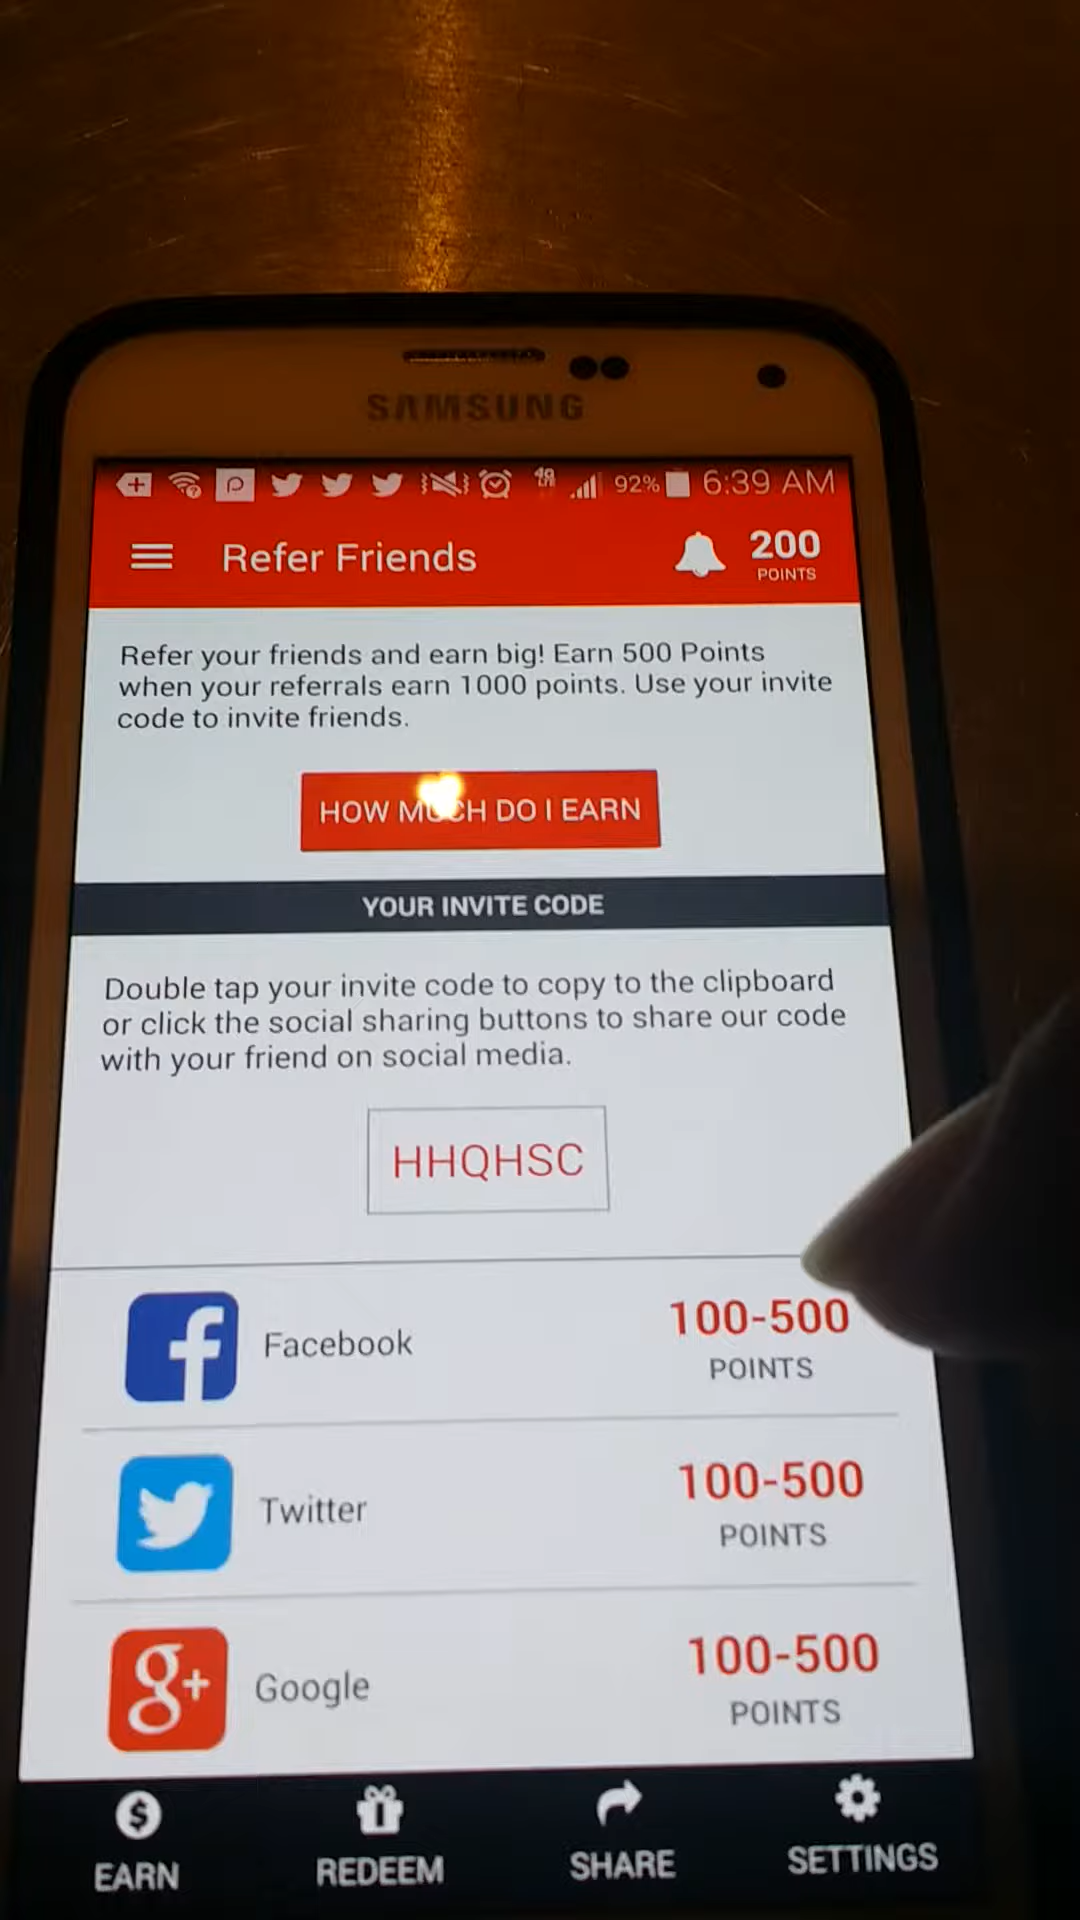 SAMSUNG
92% 6:39 AM
Refer Friends
200
POINTS
Refer your friends and earn big! Earn 500 Points
when your referrals earn 1000 points. Use your invite
code to invite friends.
HOW MUCH DO I EARN
YOUR INVITE CODE
Double tap your invite code to copy to the clipboard
or click the social sharing buttons to share our code
with your friend on social media.
HHQHSC
Facebook
100-500
POINTS
Twitter
100-500
POINTS
g+
Google
100-500
POINTS
EARN
REDEEM
SHARE
SETTINGS